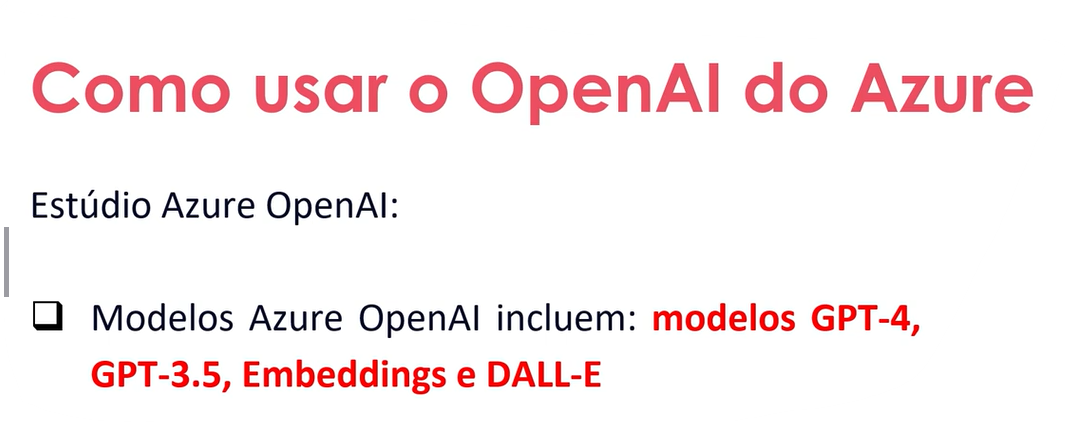 Como usar o OpenAI do Azure
Estúdio Azure OpenAI:
❑ Modelos Azure OpenAI incluem: modelos GPT-4,
GPT-3.5, Embeddings e DALL-E